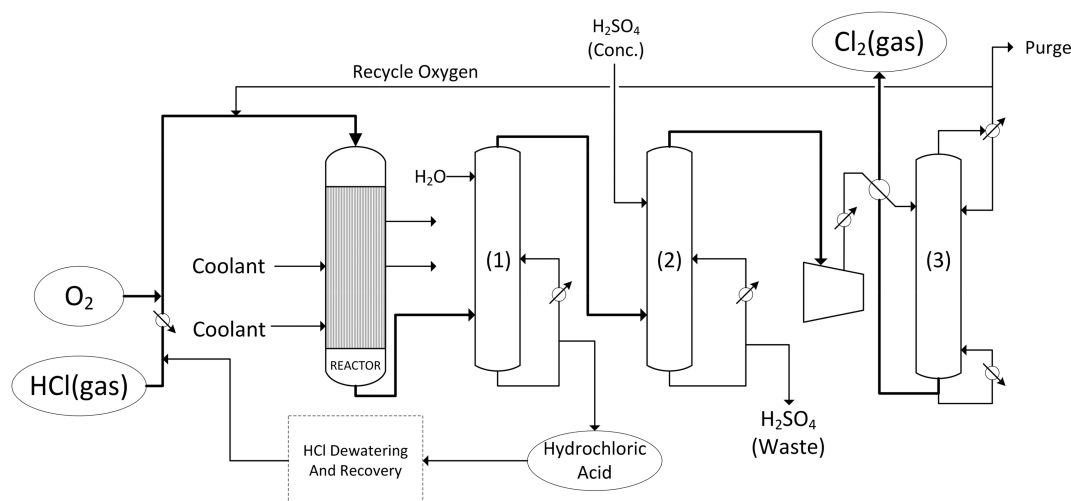 H₂SO₄
(Conc.)
Cl₂(gas)
Purge
Recycle Oxygen
H₂O
(1)
(2)
(3)
Coolant
O₂
Coolant
REACTOR
HCl(gas)
H₂SO₄
(Waste)
HCl Dewatering
And Recovery
Hydrochloric
Acid